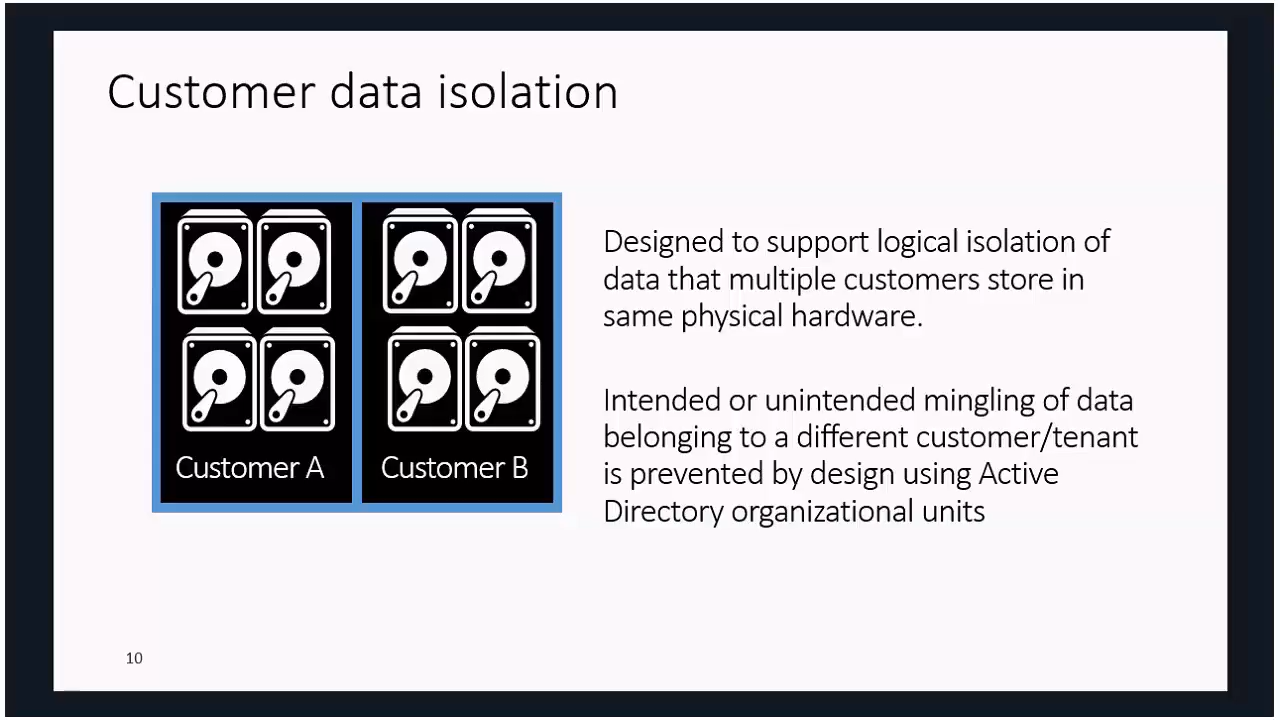 Customer data isolation
Customer A
Customer B
Designed to support logical isolation of
data that multiple customers store in
same physical hardware.
Intended or unintended mingling of data
belonging to a different customer/tenant
is prevented by design using Active
Directory organizational units
10